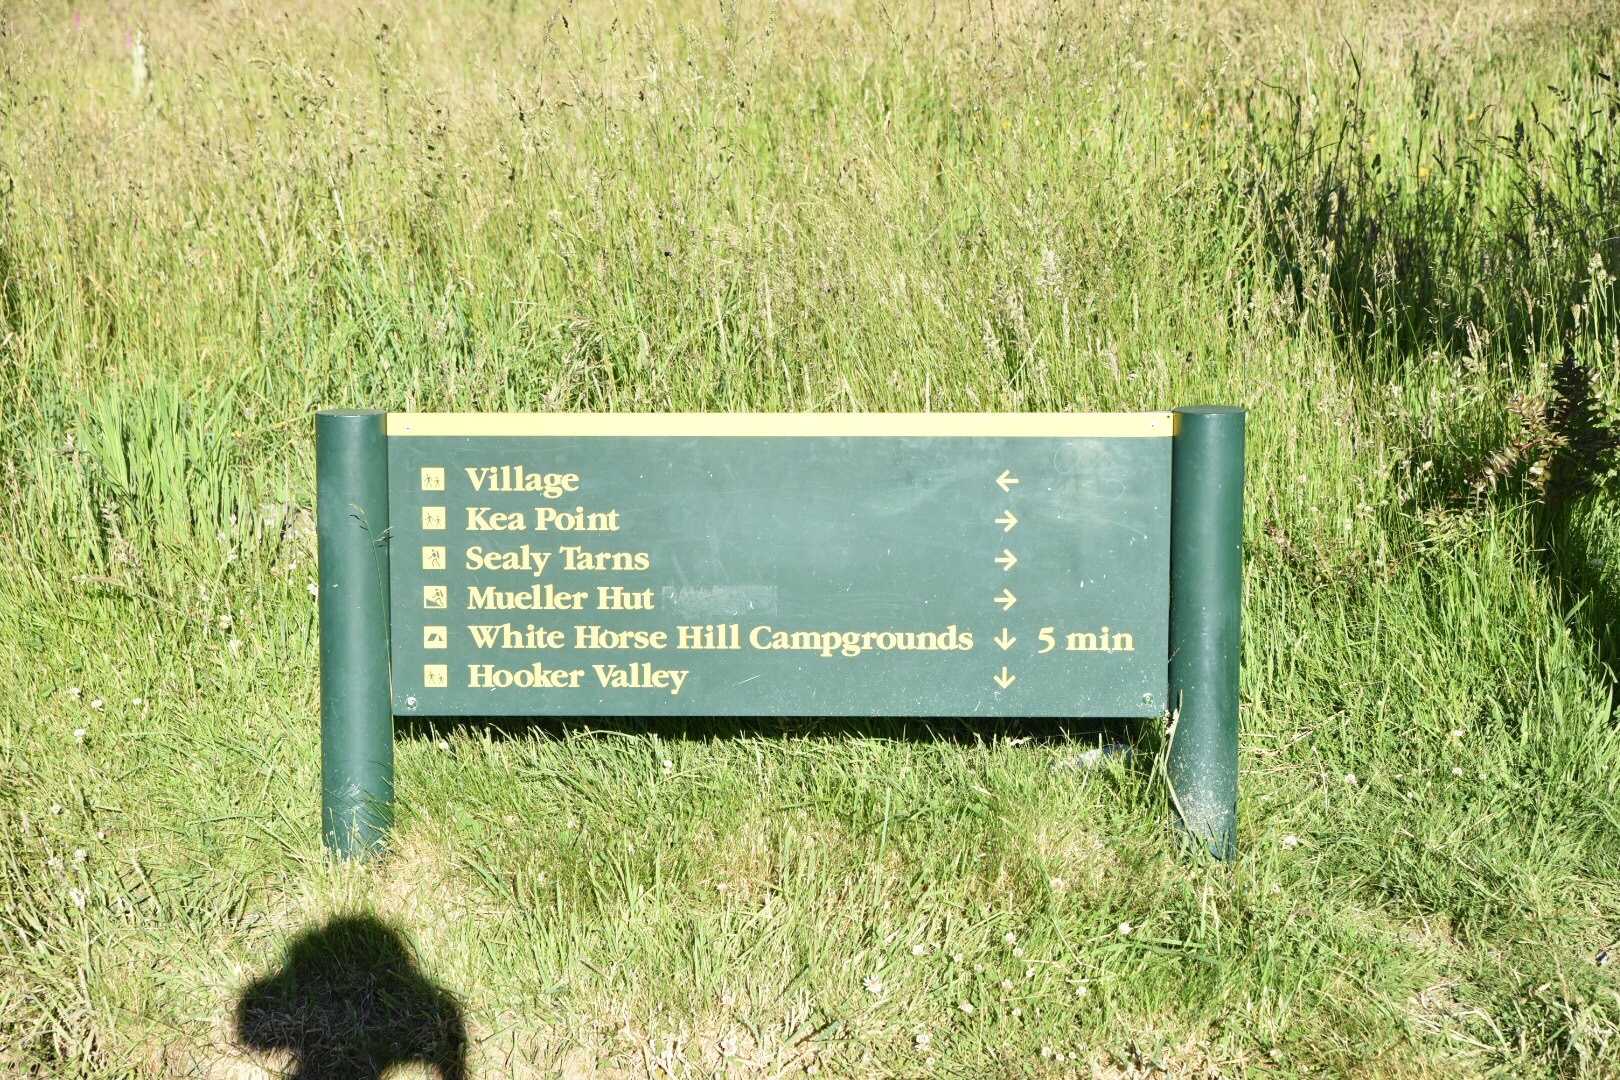 Village ←
Kea Point →
Sealy Tarns →
Mueller Hut →
White Horse Hill Campgrounds ↓ 5 min
Hooker Valley ↓